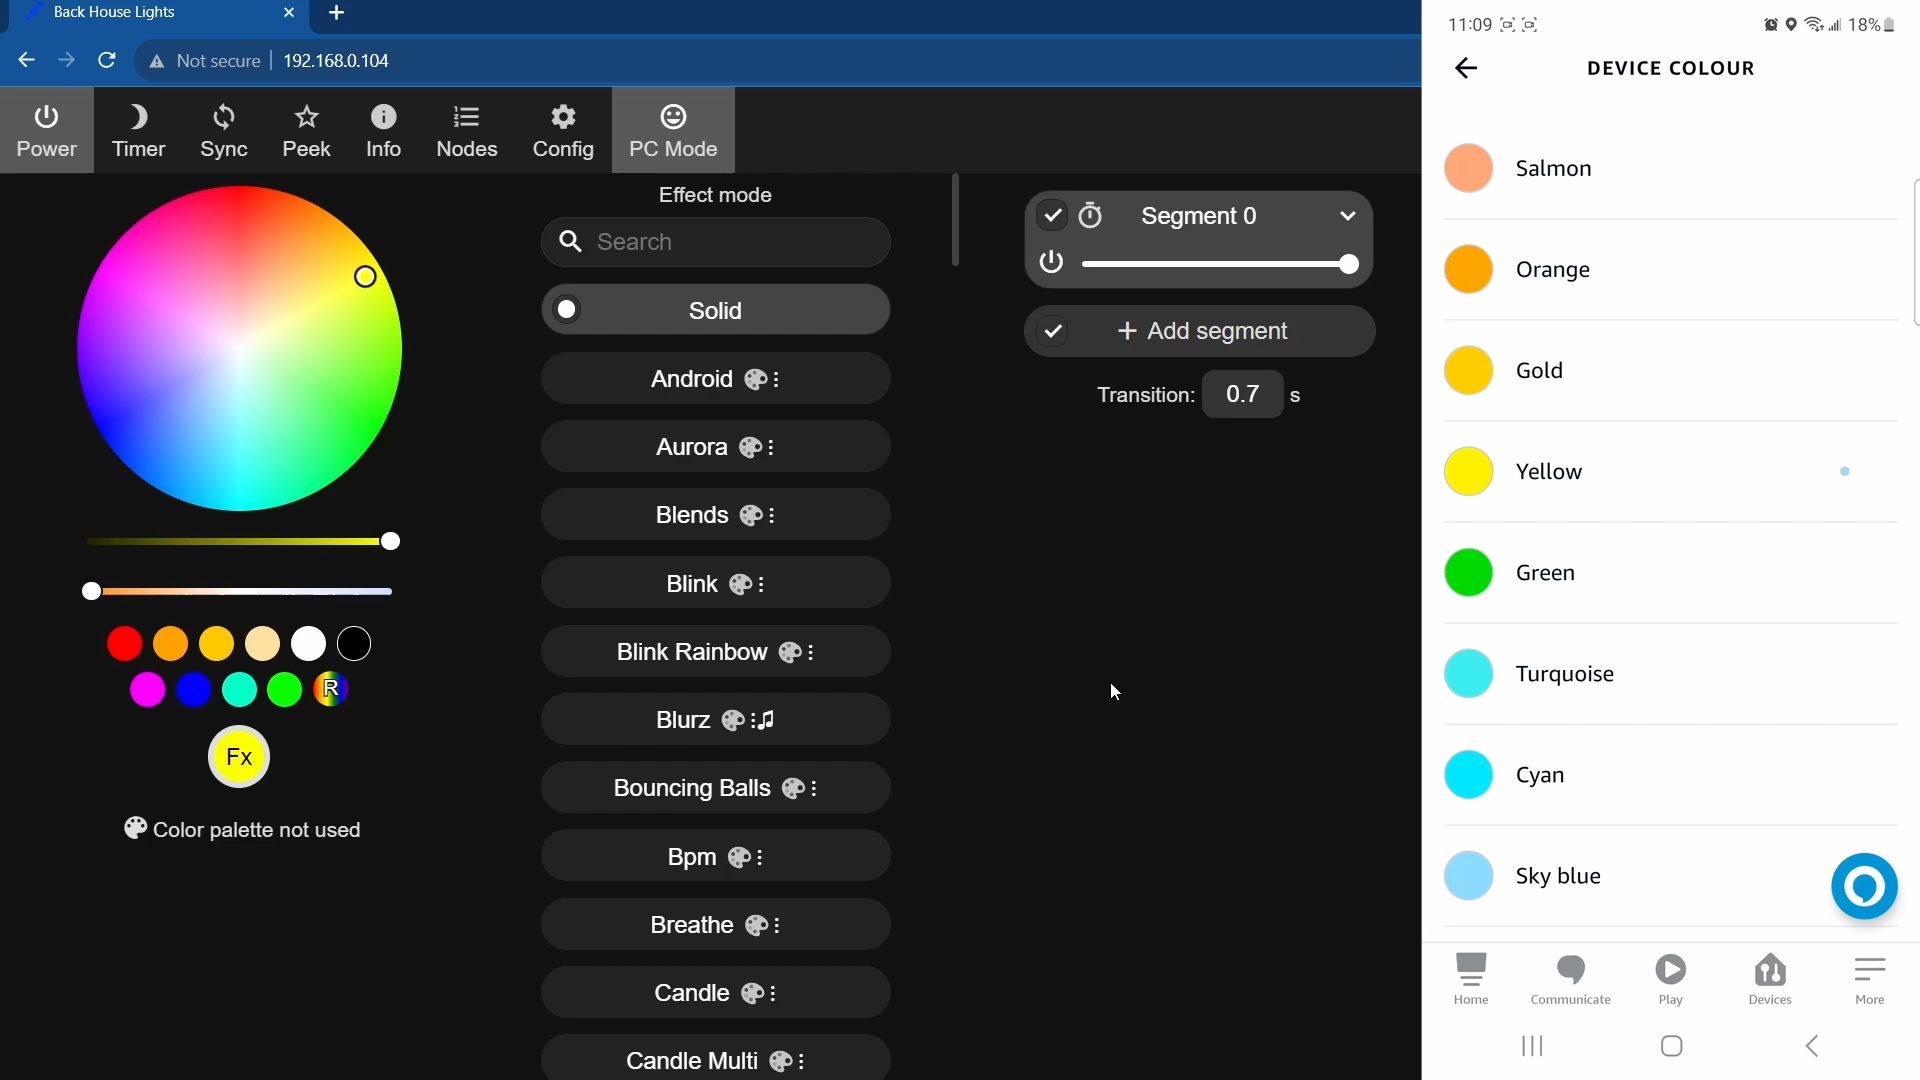 Back House Lights
Not secure
192.168.0.104
Power
Timer
Sync
Peek
Info
Nodes
Config
PC Mode
R
Fx
Color palette not used
Effect mode
Search
Solid
Android
Aurora
Blends
Blink
Blink Rainbow
Blurz
Bouncing Balls
Bpm
Breathe
Candle
Candle Multi
Segment 0
+ Add segment
Transition: 0.7 s
11:09
18%
DEVICE COLOUR
Salmon
Orange
Gold
Yellow
Green
Turquoise
Cyan
Sky blue
Home
Communicate
Play
Devices
More